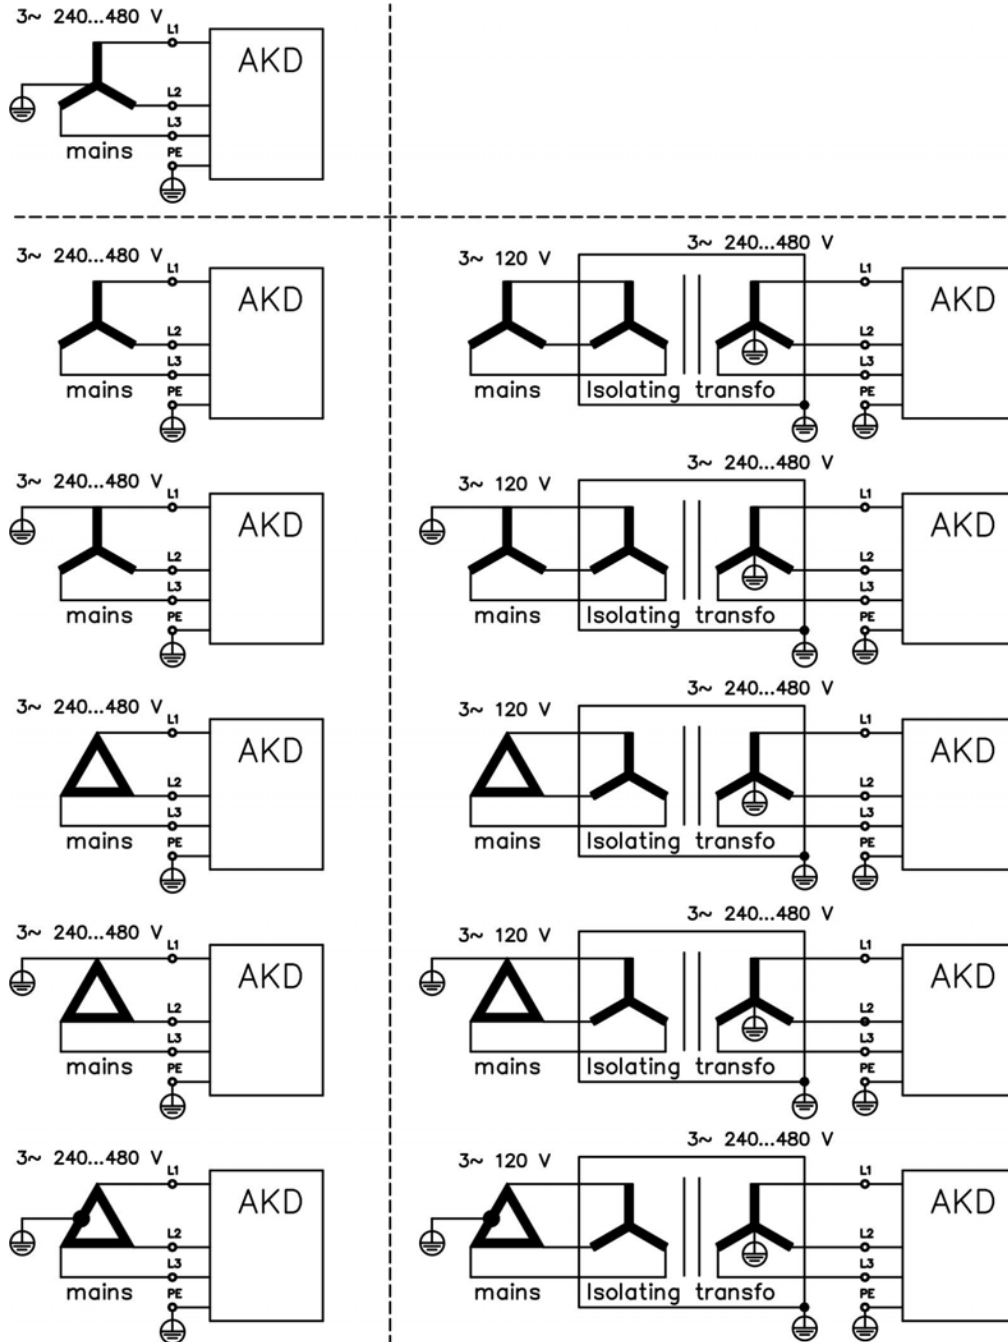 3~ 240...480 V
L1
AKD
L2
L3
mains
PE
3~ 240...480 V
L1
AKD
L2
L3
mains
PE
3~ 240...480 V
3~ 120 V
L1
AKD
L2
L3
mains Isolating transfo
PE
3~ 240...480 V
L1
AKD
L2
L3
mains
PE
3~ 240...480 V
3~ 120 V
L1
AKD
L2
L3
mains Isolating transfo
PE
3~ 240...480 V
L1
AKD
L2
L3
mains
PE
3~ 240...480 V
3~ 120 V
L1
AKD
L2
L3
mains Isolating transfo
PE
3~ 240...480 V
L1
AKD
L2
L3
mains
PE
3~ 240...480 V
3~ 120 V
L1
AKD
L2
L3
mains Isolating transfo
PE
3~ 240...480 V
L1
AKD
L2
L3
mains
PE
3~ 240...480 V
3~ 120 V
L1
AKD
L2
L3
mains Isolating transfo
PE